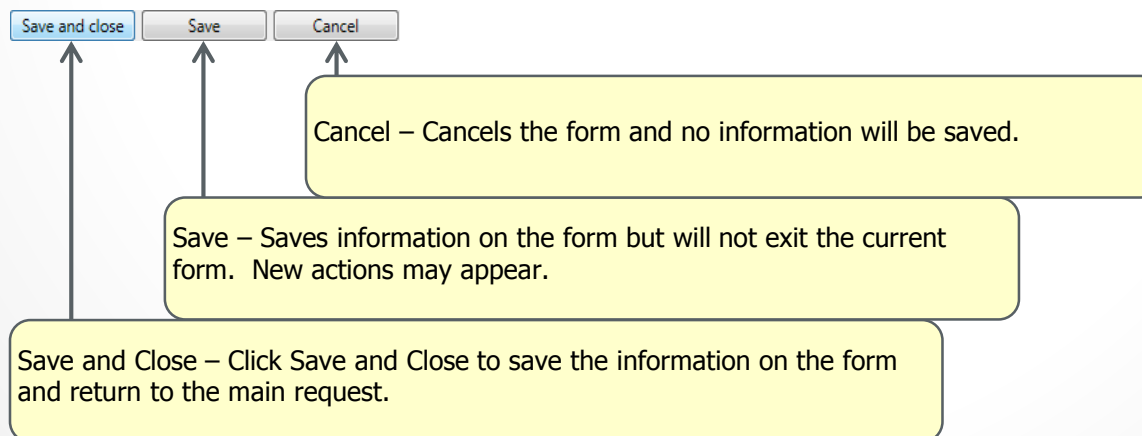 Save and close Save Cancel
Cancel – Cancels the form and no information will be saved.
Save – Saves information on the form but will not exit the current
form.  New actions may appear.
Save and Close – Click Save and Close to save the information on the form
and return to the main request.